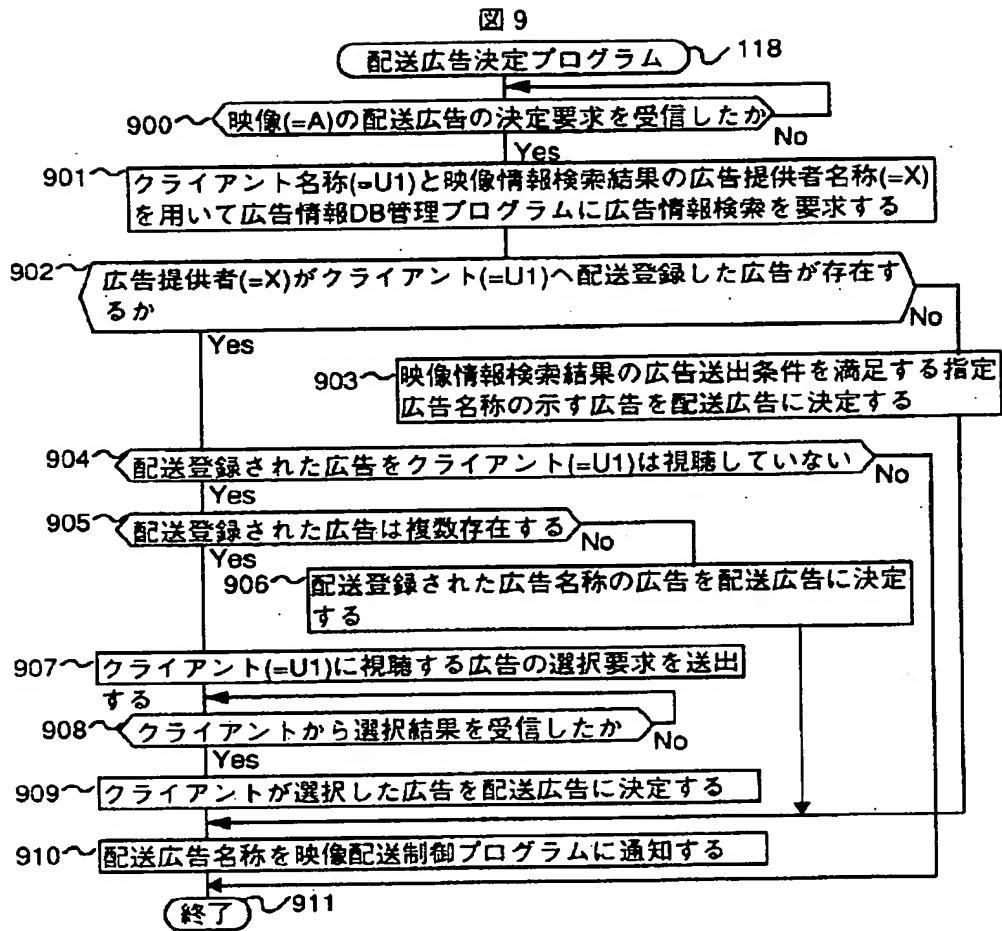 図 9
配送広告決定プログラム
118
900
映像(=A)の配送広告の決定要求を受信したか
No
Yes
901
クライアント名称(=U1)と映像情報検索結果の広告提供者名称(=X)
を用いて広告情報DB管理プログラムに広告情報検索を要求する
902
広告提供者(=X)がクライアント(=U1)へ配送登録した広告が存在す
るか
No
Yes
903
映像情報検索結果の広告送出条件を満足する指定
広告名称の示す広告を配送広告に決定する
904
配送登録された広告をクライアント(=U1)は視聴していない
No
Yes
905
配送登録された広告は複数存在する
No
Yes
906
配送登録された広告名称の広告を配送広告に決定
する
907
クライアント(=U1)に視聴する広告の選択要求を送出
する
908
クライアントから選択結果を受信したか
No
Yes
909
クライアントが選択した広告を配送広告に決定する
910
配送広告名称を映像配送制御プログラムに通知する
終了
911